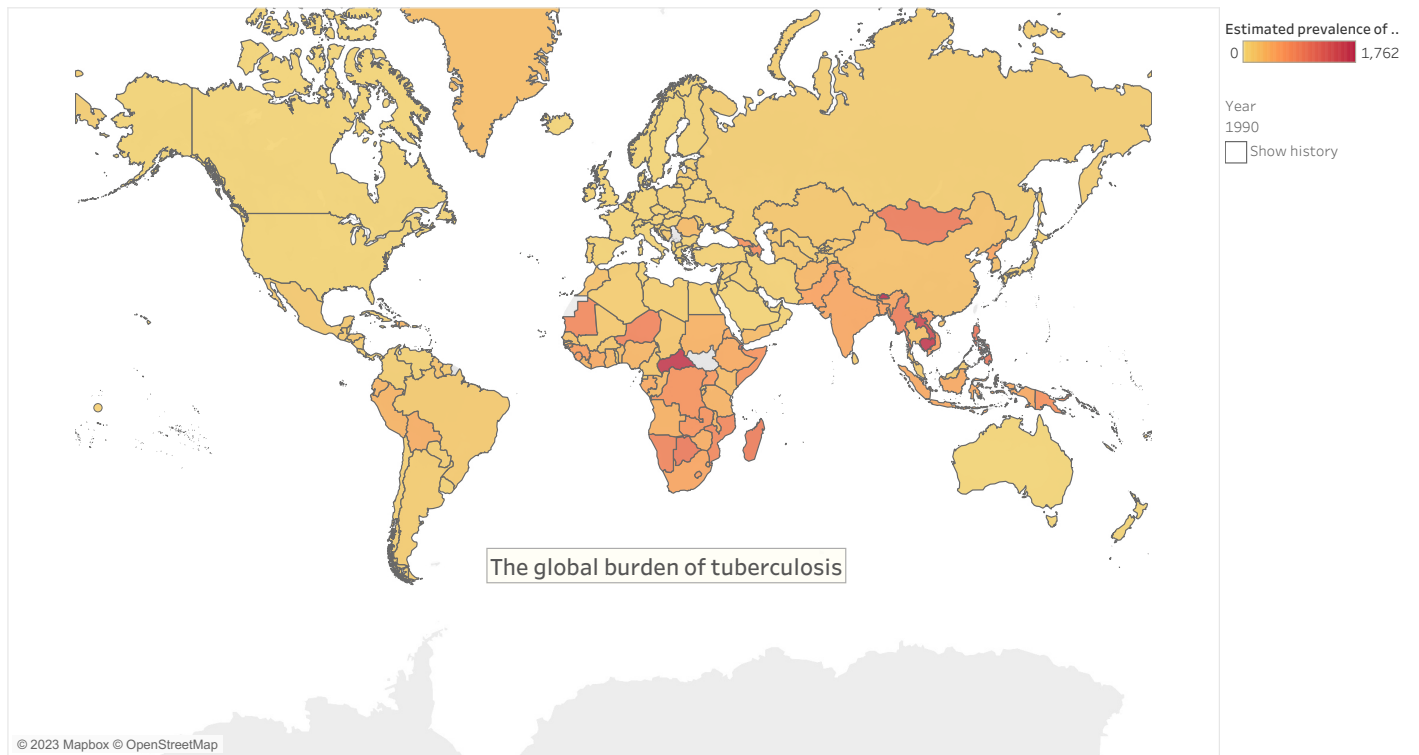 Estimated prevalence of ..
0 1,762
Year
1990
Show history
The global burden of tuberculosis
© 2023 Mapbox © OpenStreetMap